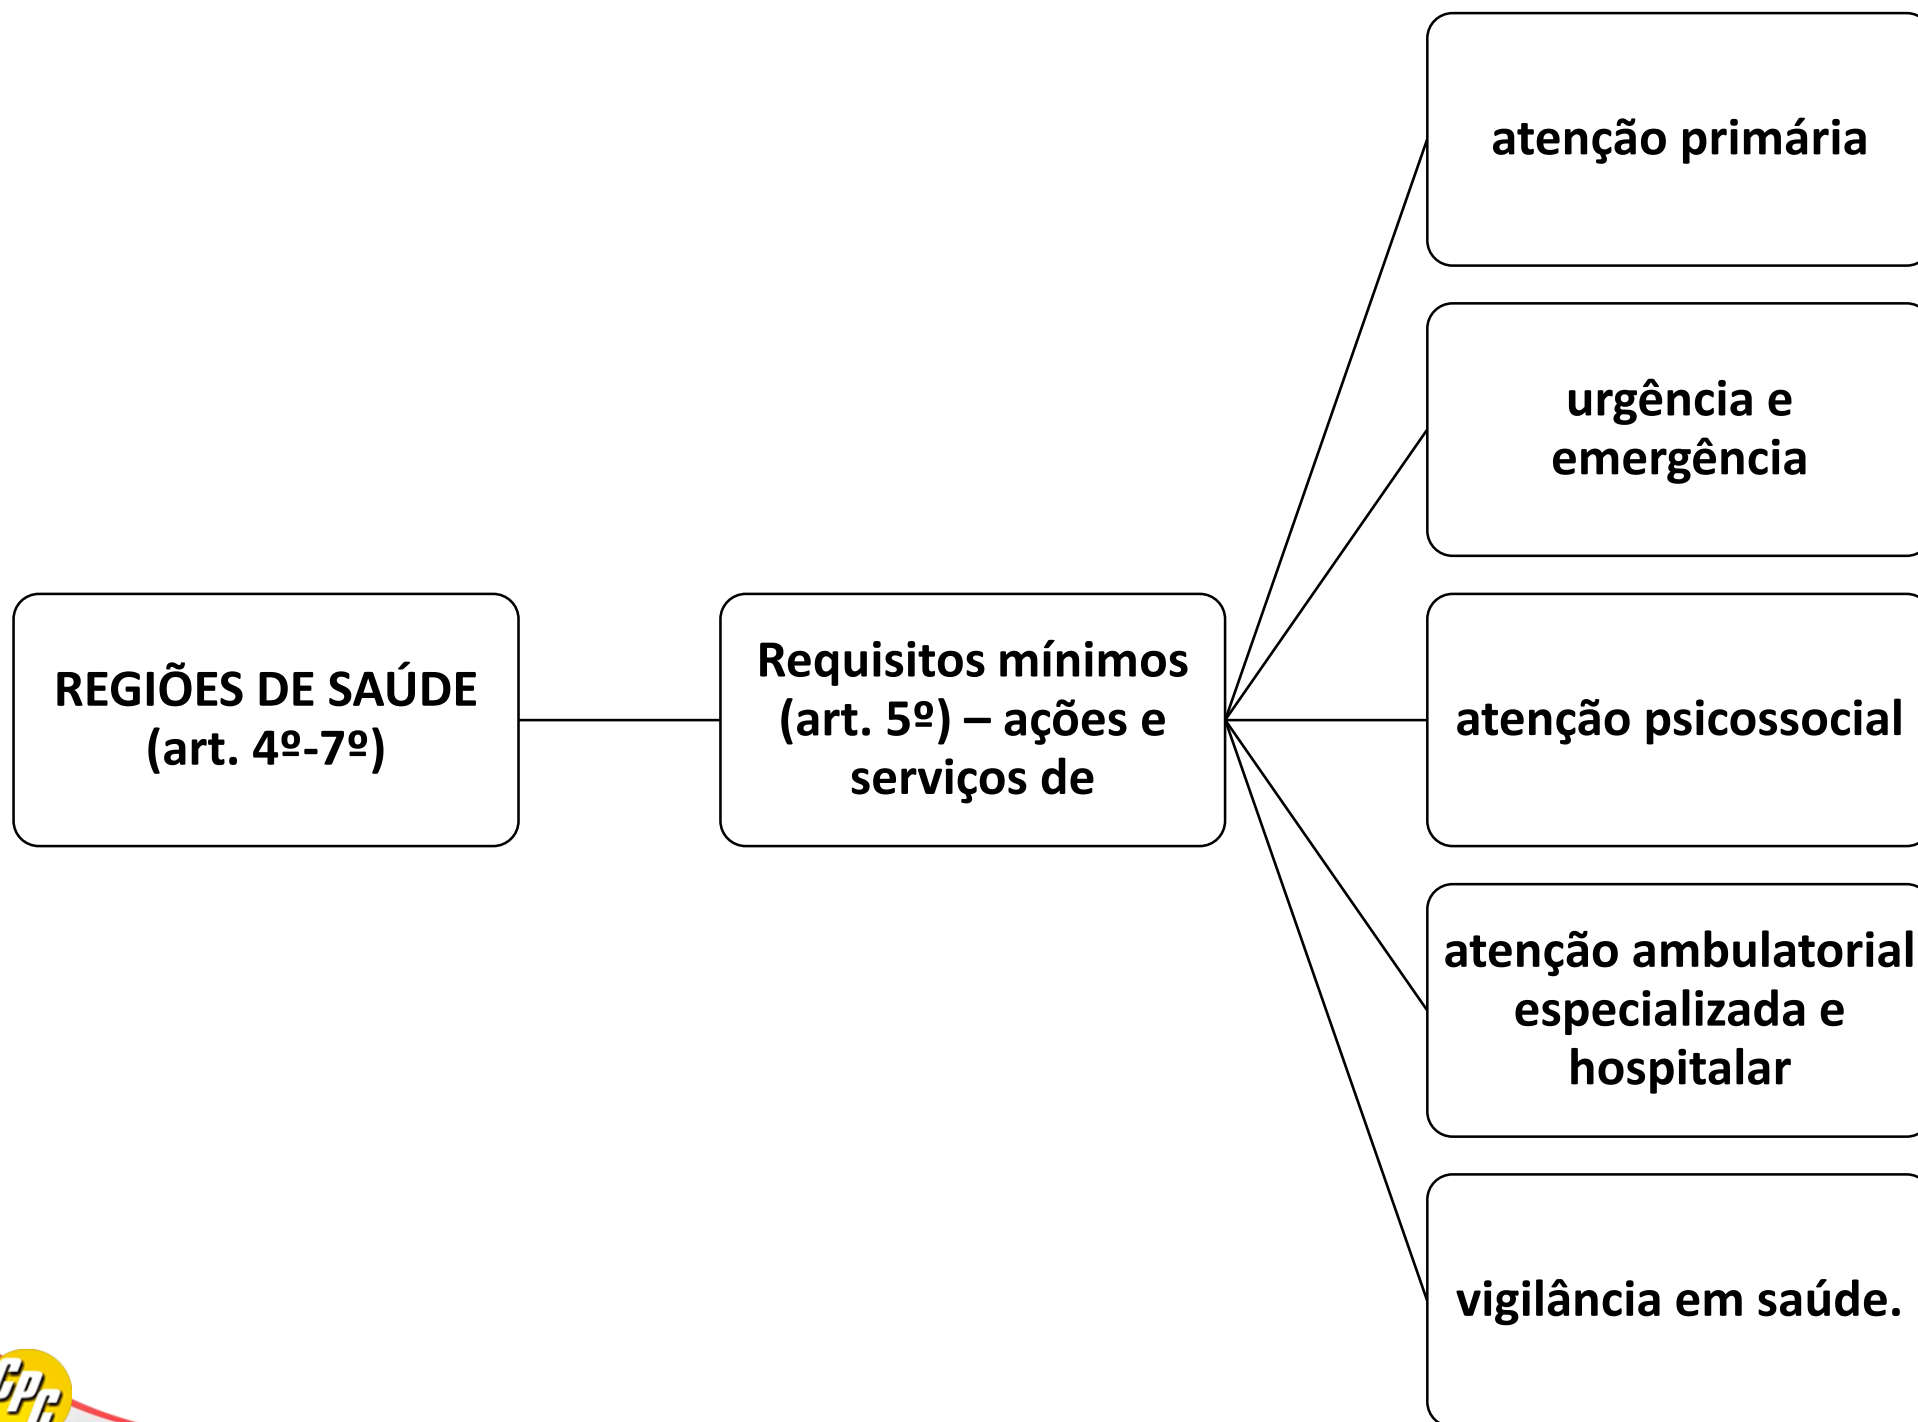 REGIÕES DE SAÚDE
(art. 4º-7º)
Requisitos mínimos
(art. 5º) – ações e
serviços de
atenção primária
urgência e
emergência
atenção psicossocial
atenção ambulatorial
especializada e
hospitalar
vigilância em saúde.
CPC